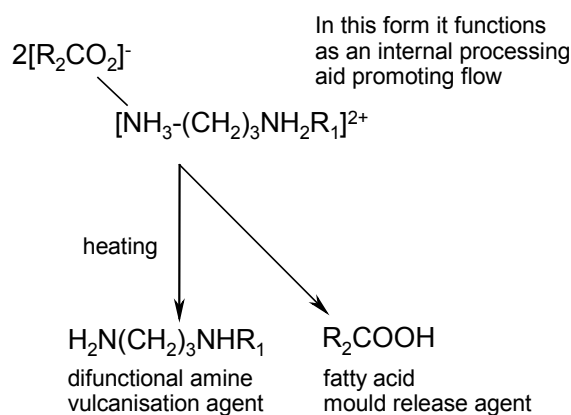 In this form it functions
as an internal processing
aid promoting flow
2[R₂CO₂]⁻
[NH₃-(CH₂)₃NH₂R₁]²⁺
heating
H₂N(CH₂)₃NHR₁
difunctional amine
vulcanisation agent
R₂COOH
fatty acid
mould release agent